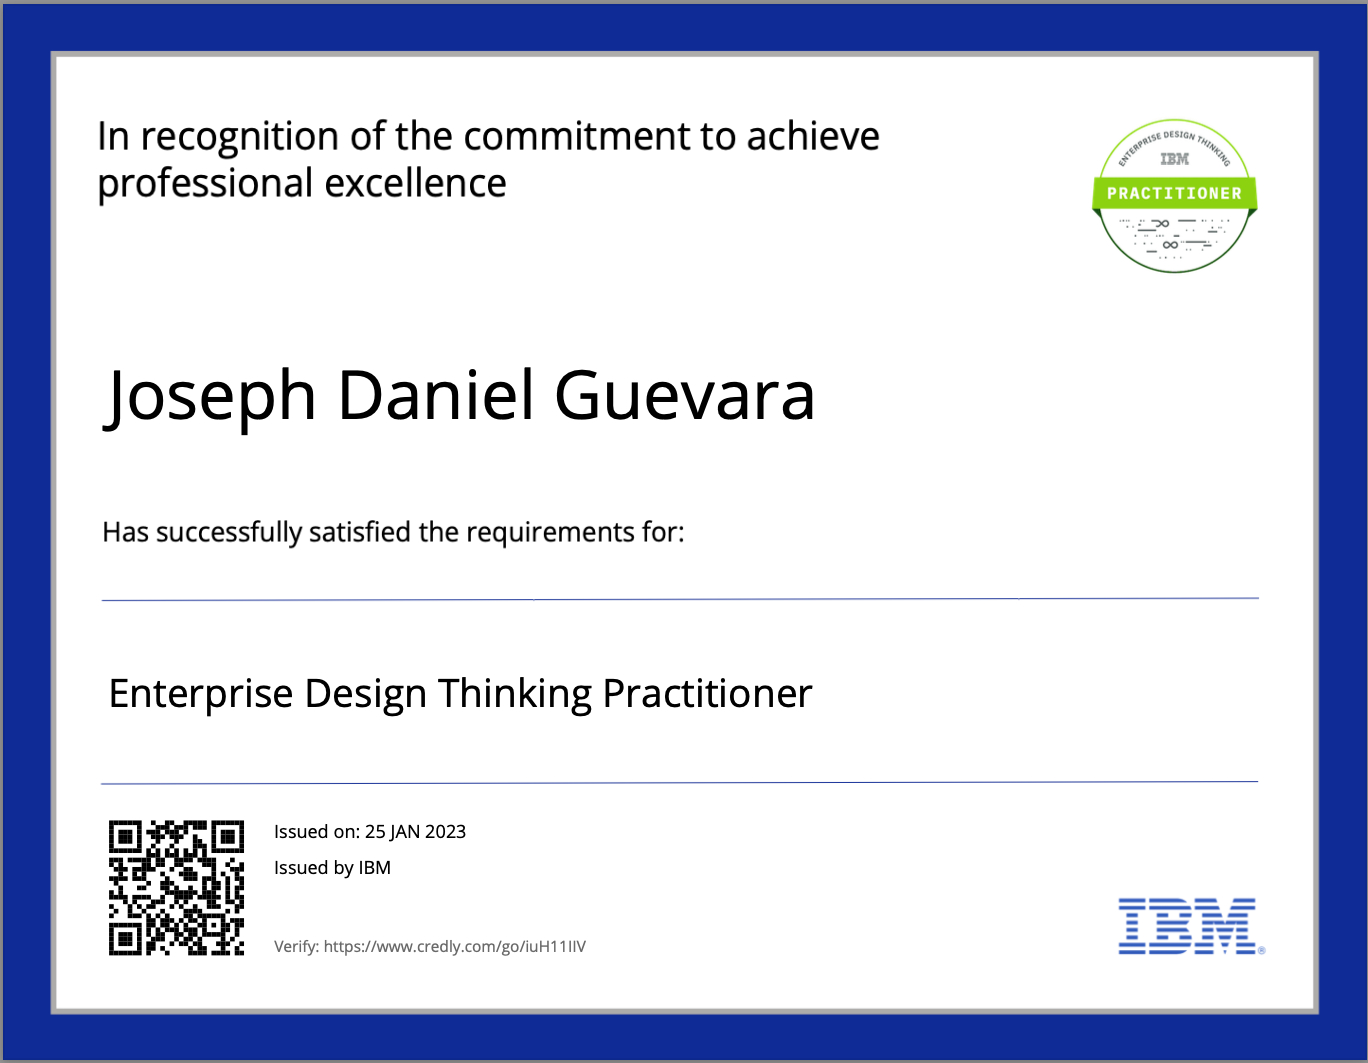 In recognition of the commitment to achieve
professional excellence
ENTERPRISE DESIGN THINKING
IBM
PRACTITIONER
Joseph Daniel Guevara
Has successfully satisfied the requirements for:
Enterprise Design Thinking Practitioner
Issued on: 25 JAN 2023
Issued by IBM
Verify: https://www.credly.com/go/iuH11IIV
IBM®